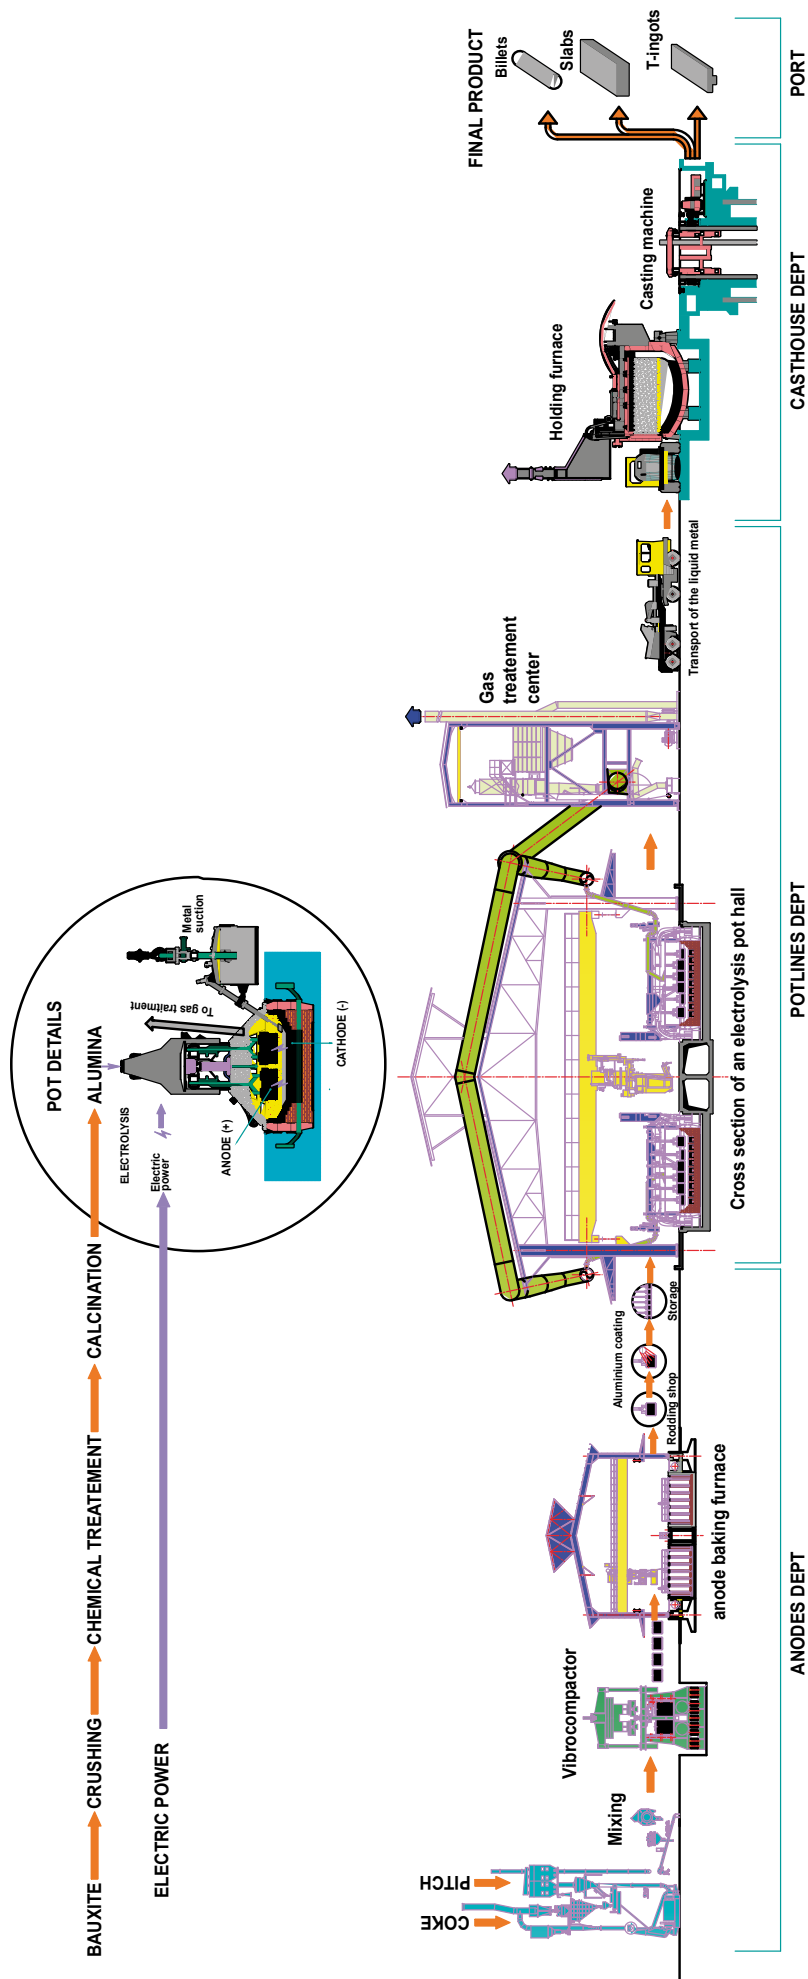 BAUXITE
CRUSHING
CHEMICAL TREATEMENT
CALCINATION
ALUMINA
ELECTRIC POWER
POT DETAILS
ELECTROLYSIS
Electric
power
ANODE (+)
CATHODE (-)
To gas traitment
Metal
suction
COKE
PITCH
Mixing
Vibrocompactor
anode baking furnace
Rodding shop
Aluminium coating
Storage
Cross section of an electrolysis pot hall
Gas
treatement
center
Transport of the liquid metal
Holding furnace
Casting machine
FINAL PRODUCT
Billets
Slabs
T-ingots
ANODES DEPT
POTLINES DEPT
CASTHOUSE DEPT
PORT